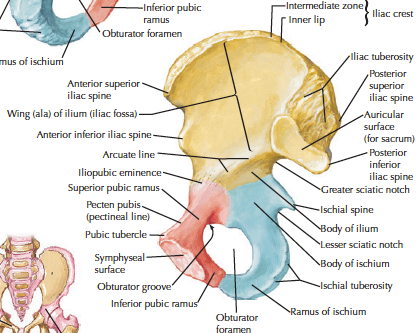 Inferior pubic
ramus
Obturator foramen
mus of ischium
Intermediate zone
Inner lip
Iliac crest
Anterior superior
iliac spine
Wing (ala) of ilium (iliac fossa)
Anterior inferior iliac spine
Arcuate line
Iliopubic eminence
Superior pubic ramus
Pecten pubis
(pectineal line)
Pubic tubercle
Symphyseal
surface
Obturator groove
Inferior pubic ramus
Obturator
foramen
Iliac tuberosity
Posterior
superior
iliac spine
Auricular
surface
(for sacrum)
Posterior
inferior
iliac spine
Greater sciatic notch
Ischial spine
Body of ilium
Lesser sciatic notch
Body of ischium
Ischial tuberosity
Ramus of ischium